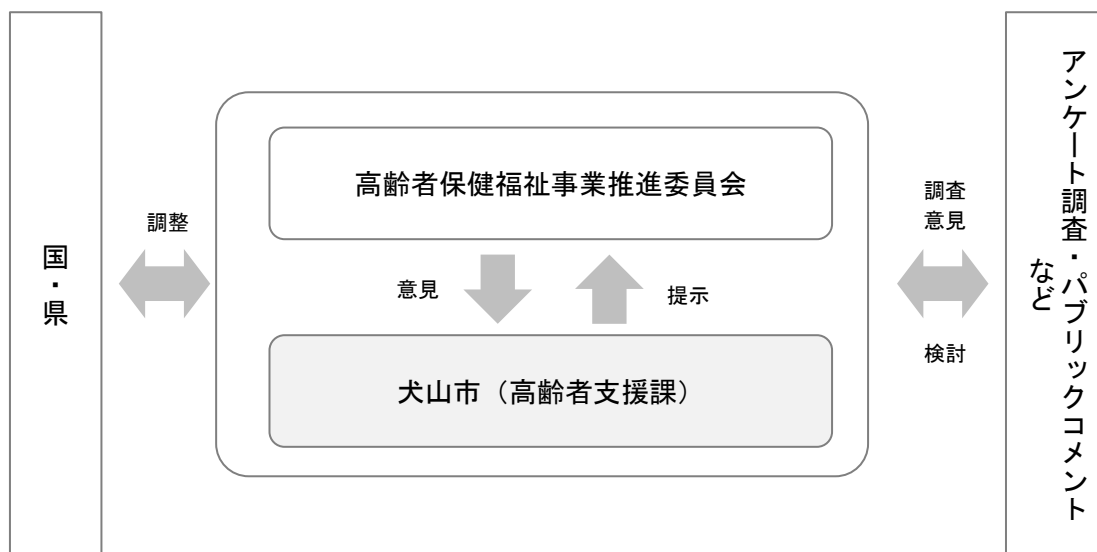 国・県
調整
高齢者保健福祉事業推進委員会
意見
提示
犬山市（高齢者支援課）
調査
意見
検討
アンケート調査・パブリックコメント
など